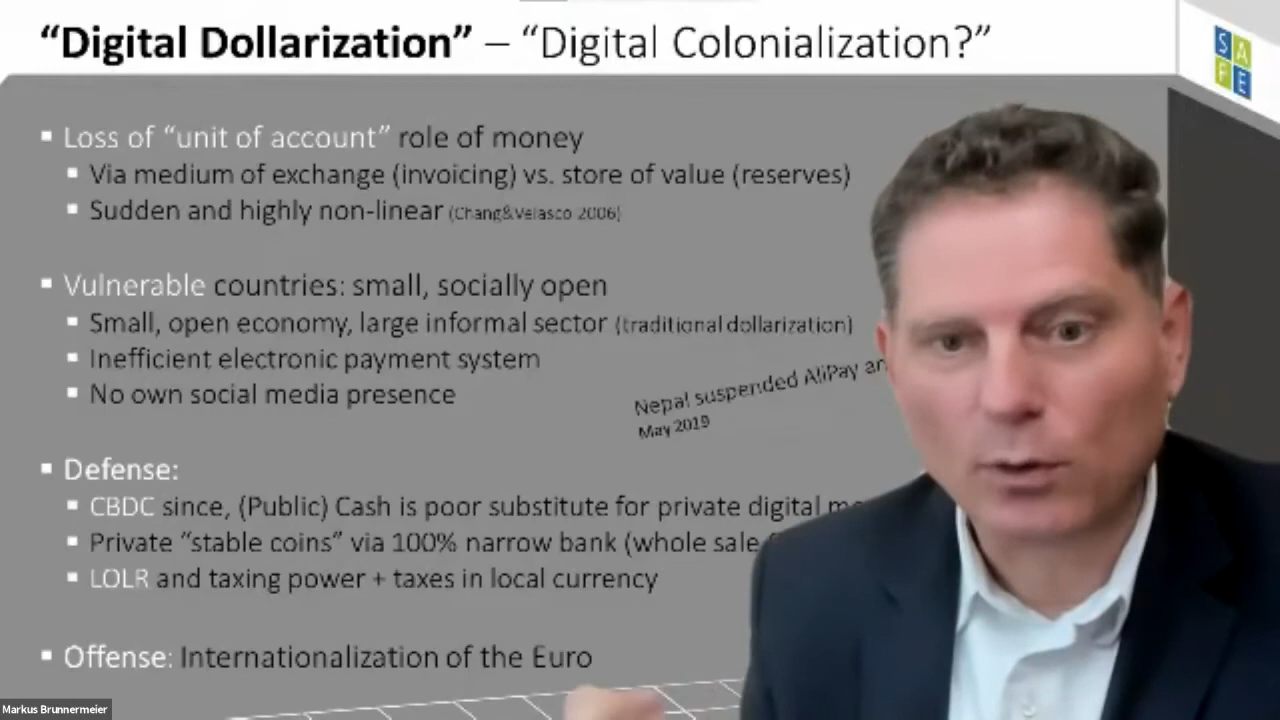 “Digital Dollarization” – “Digital Colonialization?”
SA
FE
▪ Loss of “unit of account” role of money
▪ Via medium of exchange (invoicing) vs. store of value (reserves)
▪ Sudden and highly non-linear (Chang&Velasco 2006)
▪ Vulnerable countries: small, socially open
▪ Small, open economy, large informal sector (traditional dollarization)
▪ Inefficient electronic payment system
▪ No own social media presence
Nepal suspended AliPay an
May 2019
▪ Defense:
▪ CBDC since, (Public) Cash is poor substitute for private digital mo
▪ Private “stable coins” via 100% narrow bank (whole sale
▪ LOLR and taxing power + taxes in local currency
▪ Offense: Internationalization of the Euro
Markus Brunnermeier